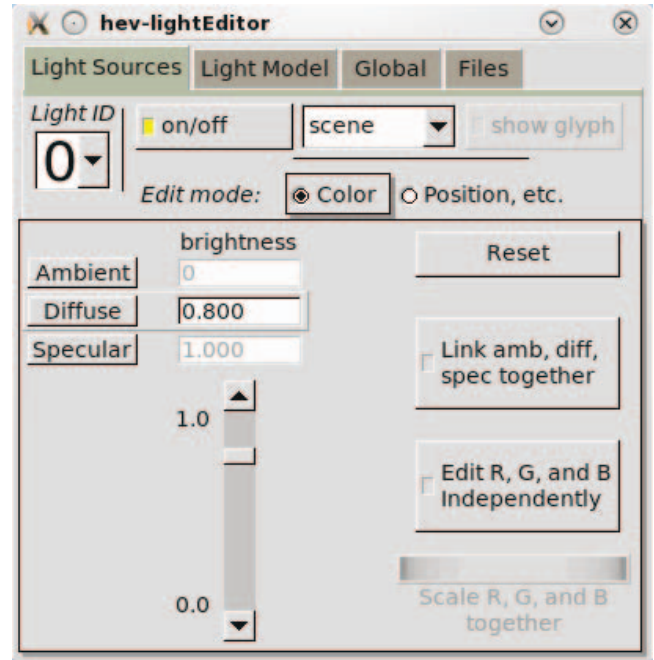 hev-lightEditor
Light Sources Light Model Global Files
Light ID
0
on/off scene show glyph
Edit mode: Color Position, etc.
brightness
Ambient 0
Diffuse 0.800
Specular 1.000
1.0
0.0
Reset
Link amb, diff,
spec together
Edit R, G, and B
Independently
Scale R, G, and B
together